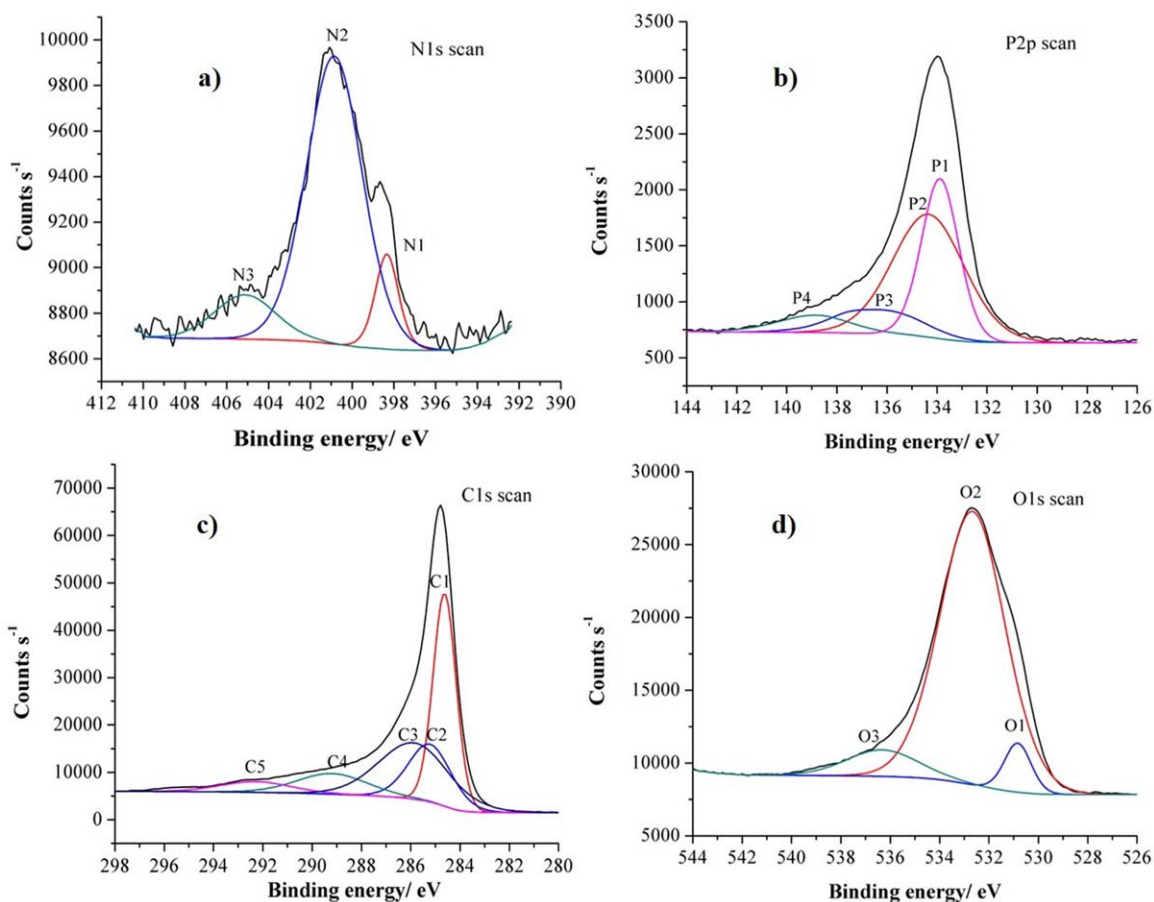 N1s scan
a)
N2
N1
N3
10000
9800
9600
9400
9200
9000
8800
8600
Counts s-1
412 410 408 406 404 402 400 398 396 394 392 390
Binding energy/ eV
P2p scan
b)
P1
P2
P3
P4
3500
3000
2500
2000
1500
1000
500
Counts s-1
144 142 140 138 136 134 132 130 128 126
Binding energy/ eV
C1s scan
c)
C1
C3 C2
C4
C5
70000
60000
50000
40000
30000
20000
10000
0
Counts s-1
298 296 294 292 290 288 286 284 282 280
Binding energy/ eV
O1s scan
d)
O2
O1
O3
30000
25000
20000
15000
10000
5000
Counts s-1
544 542 540 538 536 534 532 530 528 526
Binding energy/ eV